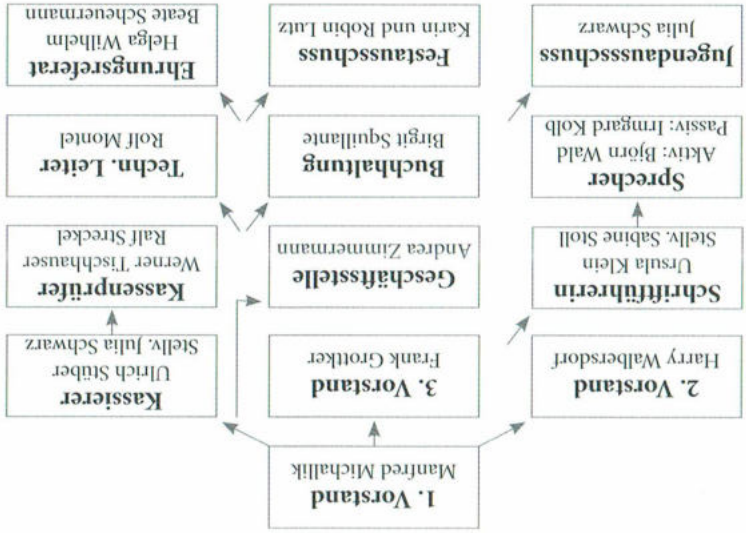 1. Vorstand
Manfred Michallik
2. Vorstand
Harry Walbersdorf
3. Vorstand
Frank Grottker
Kassierer
Ulrich Stüber
Stellv. Julia Schwarz
Schriftführerin
Ursula Klein
Stellv. Sabine Stoll
Geschäftsstelle
Andrea Zimmermann
Kassenprüfer
Werner Tischhauser
Ralf Streckel
Sprecher
Aktiv: Björn Wald
Passiv: Irmgard Kolb
Buchhaltung
Birgit Squillante
Techn. Leiter
Rolf Montel
Jugendaussschuss
Julia Schwarz
Festausschuss
Karin und Robin Lutz
Ehrungsreferat
Helga Wilhelm
Beate Scheuermann